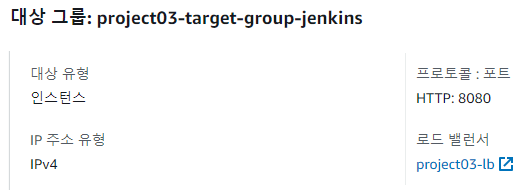 대상 그룹: project03-target-group-jenkins
대상 유형
인스턴스
프로토콜 : 포트
HTTP: 8080
IP 주소 유형
IPv4
로드 밸런서
project03-lb